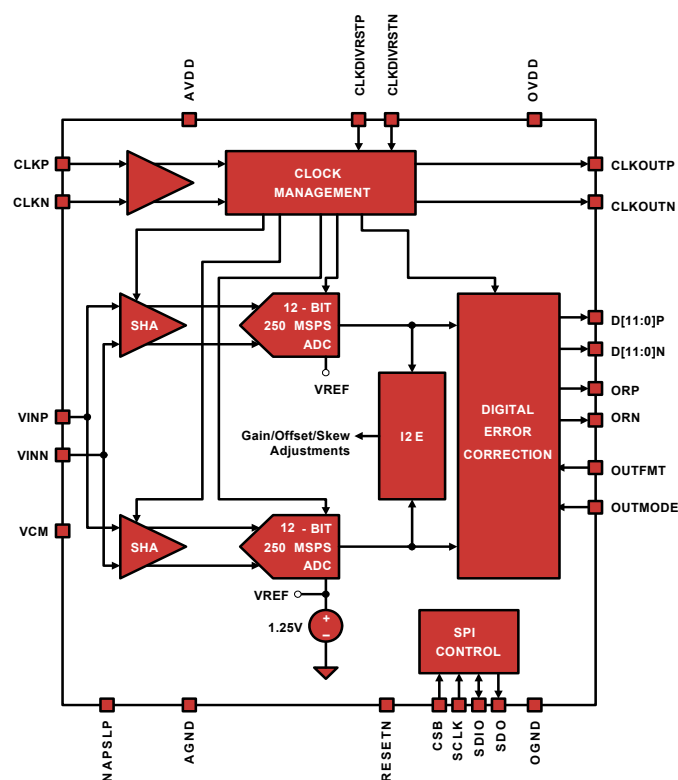 AVDD
CLKDIVRSTP
CLKDIVRSTN
OVDD
CLKP
CLKN
CLOCK
MANAGEMENT
CLKOUTP
CLKOUTN
SHA
12 - BIT
250 MSPS
ADC
VREF
D[11:0]P
D[11:0]N
ORP
ORN
OUTFMT
OUTMODE
DIGITAL
ERROR
CORRECTION
I2E
Gain/Offset/Skew
Adjustments
VINP
VINN
VCM
SHA
12 - BIT
250 MSPS
ADC
VREF
1.25V
+
–
SPI
CONTROL
NAPSLP
AGND
RESETN
CSB
SCLK
SDIO
SDO
OGND